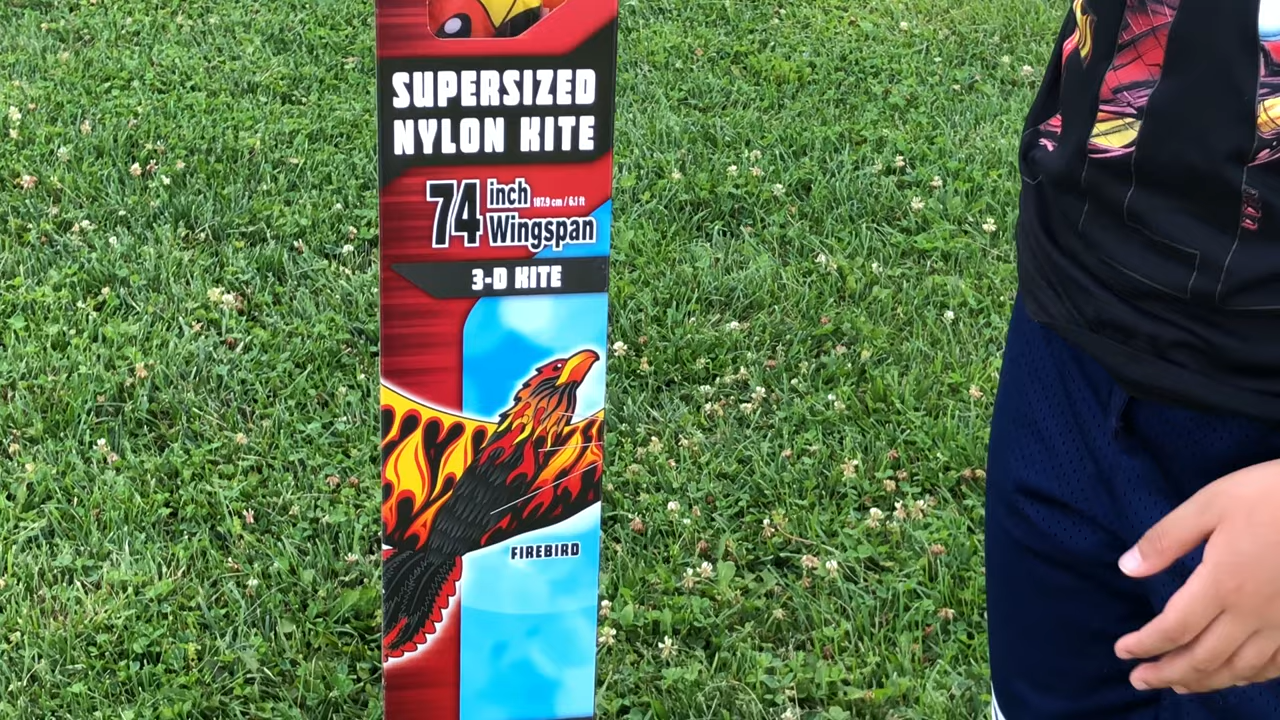 SUPERSIZED
NYLON KITE
74 inch 187.9 cm / 6.1 ft
Wingspan
3-D KITE
FIREBIRD